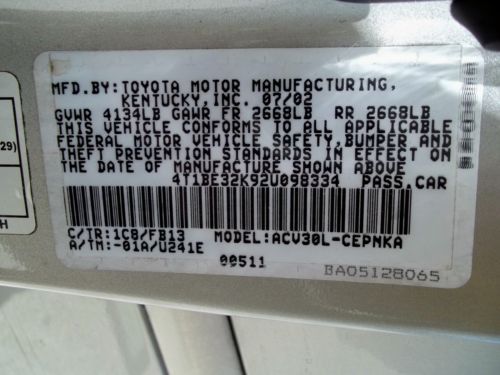 MFD.BY:TOYOTA MOTOR MANUFACTURING,
KENTUCKY,INC. 07/02
GVWR 4134LB GAWR FR 2668LB RR 2668LB
THIS VEHICLE CONFORMS TO ALL APPLICABLE
FEDERAL MOTOR VEHICLE SAFETY,BUMPER AND
THEFT PREVENTION STANDARDS IN EFFECT ON
THE DATE OF MANUFACTURE SHOWN ABOVE
4T1BE32K92U098334 PASS.CAR
C/TR:1C8/FB13 MODEL:ACV30L-CEPNKA
A/TM:-01A/U241E
00511
BA05128065
29)
H